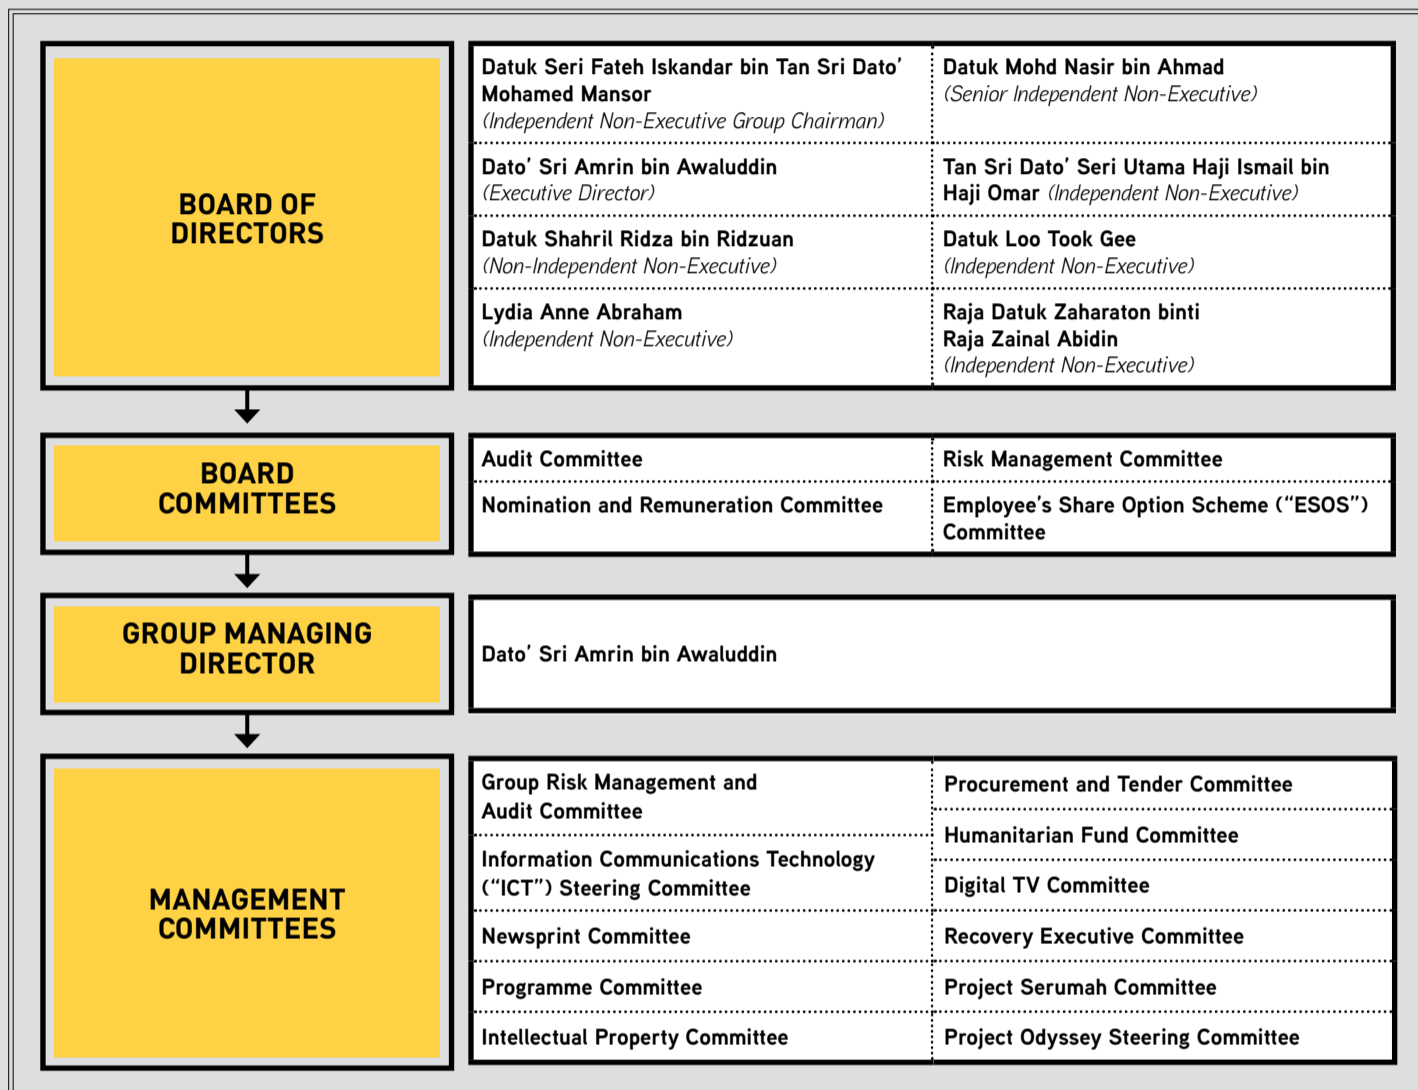 BOARD OF
DIRECTORS
Datuk Seri Fateh Iskandar bin Tan Sri Dato’
Mohamed Mansor
(Independent Non-Executive Group Chairman)
Datuk Mohd Nasir bin Ahmad
(Senior Independent Non-Executive)
Dato’ Sri Amrin bin Awaluddin
(Executive Director)
Tan Sri Dato’ Seri Utama Haji Ismail bin
Haji Omar (Independent Non-Executive)
Datuk Shahril Ridza bin Ridzuan
(Non-Independent Non-Executive)
Datuk Loo Took Gee
(Independent Non-Executive)
Lydia Anne Abraham
(Independent Non-Executive)
Raja Datuk Zaharaton binti
Raja Zainal Abidin
(Independent Non-Executive)
BOARD
COMMITTEES
Audit Committee
Risk Management Committee
Nomination and Remuneration Committee
Employee’s Share Option Scheme (“ESOS”)
Committee
GROUP MANAGING
DIRECTOR
Dato’ Sri Amrin bin Awaluddin
MANAGEMENT
COMMITTEES
Group Risk Management and
Audit Committee
Information Communications Technology
(“ICT”) Steering Committee
Newsprint Committee
Programme Committee
Intellectual Property Committee
Procurement and Tender Committee
Humanitarian Fund Committee
Digital TV Committee
Recovery Executive Committee
Project Serumah Committee
Project Odyssey Steering Committee